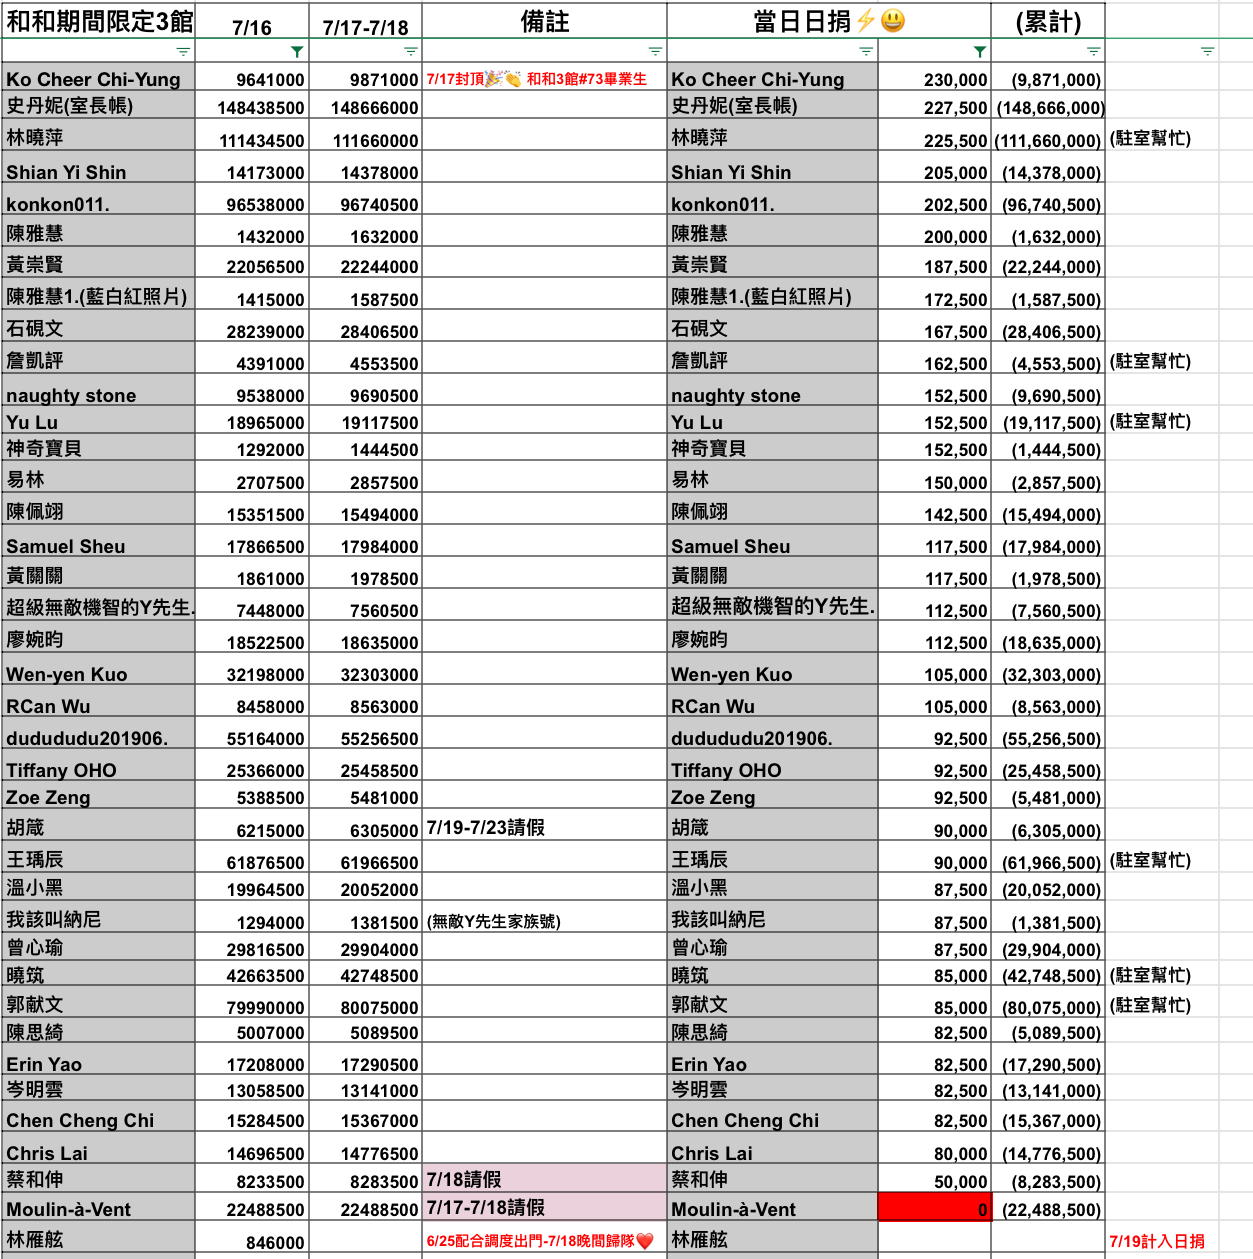 和和期間限定3館 7/16 7/17-7/18 備註 當日日捐⚡😃 (累計)
Ko Cheer Chi-Yung 9641000 9871000 7/17封頂🎉👏 和和3館#73畢業生 Ko Cheer Chi-Yung 230,000 (9,871,000)
史丹妮(室長帳) 148438500 148666000 史丹妮(室長帳) 227,500 (148,666,000)
林曉萍 111434500 111660000 林曉萍 225,500 (111,660,000) (駐室幫忙)
Shian Yi Shin 14173000 14378000 Shian Yi Shin 205,000 (14,378,000)
konkon011. 96538000 96740500 konkon011. 202,500 (96,740,500)
陳雅慧 1432000 1632000 陳雅慧 200,000 (1,632,000)
黃崇賢 22056500 22244000 黃崇賢 187,500 (22,244,000)
陳雅慧1.(藍白紅照片) 1415000 1587500 陳雅慧1.(藍白紅照片) 172,500 (1,587,500)
石硯文 28239000 28406500 石硯文 167,500 (28,406,500)
詹凱評 4391000 4553500 詹凱評 162,500 (4,553,500) (駐室幫忙)
naughty stone 9538000 9690500 naughty stone 152,500 (9,690,500)
Yu Lu 18965000 19117500 Yu Lu 152,500 (19,117,500) (駐室幫忙)
神奇寶貝 1292000 1444500 神奇寶貝 152,500 (1,444,500)
易林 2707500 2857500 易林 150,000 (2,857,500)
陳佩翊 15351500 15494000 陳佩翊 142,500 (15,494,000)
Samuel Sheu 17866500 17984000 Samuel Sheu 117,500 (17,984,000)
黃關關 1861000 1978500 黃關關 117,500 (1,978,500)
超級無敵機智的Y先生. 7448000 7560500 超級無敵機智的Y先生. 112,500 (7,560,500)
廖婉昀 18522500 18635000 廖婉昀 112,500 (18,635,000)
Wen-yen Kuo 32198000 32303000 Wen-yen Kuo 105,000 (32,303,000)
RCan Wu 8458000 8563000 RCan Wu 105,000 (8,563,000)
dudududu201906. 55164000 55256500 dudududu201906. 92,500 (55,256,500)
Tiffany OHO 25366000 25458500 Tiffany OHO 92,500 (25,458,500)
Zoe Zeng 5388500 5481000 Zoe Zeng 92,500 (5,481,000)
胡箴 6215000 6305000 7/19-7/23請假 胡箴 90,000 (6,305,000)
王瑀辰 61876500 61966500 王瑀辰 90,000 (61,966,500) (駐室幫忙)
溫小黑 19964500 20052000 溫小黑 87,500 (20,052,000)
我該叫納尼 1294000 1381500 (無敵Y先生家族號) 我該叫納尼 87,500 (1,381,500)
曾心瑜 29816500 29904000 曾心瑜 87,500 (29,904,000)
曉筑 42663500 42748500 曉筑 85,000 (42,748,500) (駐室幫忙)
郭献文 79990000 80075000 郭献文 85,000 (80,075,000) (駐室幫忙)
陳思綺 5007000 5089500 陳思綺 82,500 (5,089,500)
Erin Yao 17208000 17290500 Erin Yao 82,500 (17,290,500)
岑明雲 13058500 13141000 岑明雲 82,500 (13,141,000)
Chen Cheng Chi 15284500 15367000 Chen Cheng Chi 82,500 (15,367,000)
Chris Lai 14696500 14776500 Chris Lai 80,000 (14,776,500)
蔡和伸 8233500 8283500 7/18請假 蔡和伸 50,000 (8,283,500)
Moulin-à-Vent 22488500 22488500 7/17-7/18請假 Moulin-à-Vent 0 (22,488,500)
林雁舷 846000 6/25配合調度出門-7/18晚間歸隊❤️ 林雁舷 7/19計入日捐